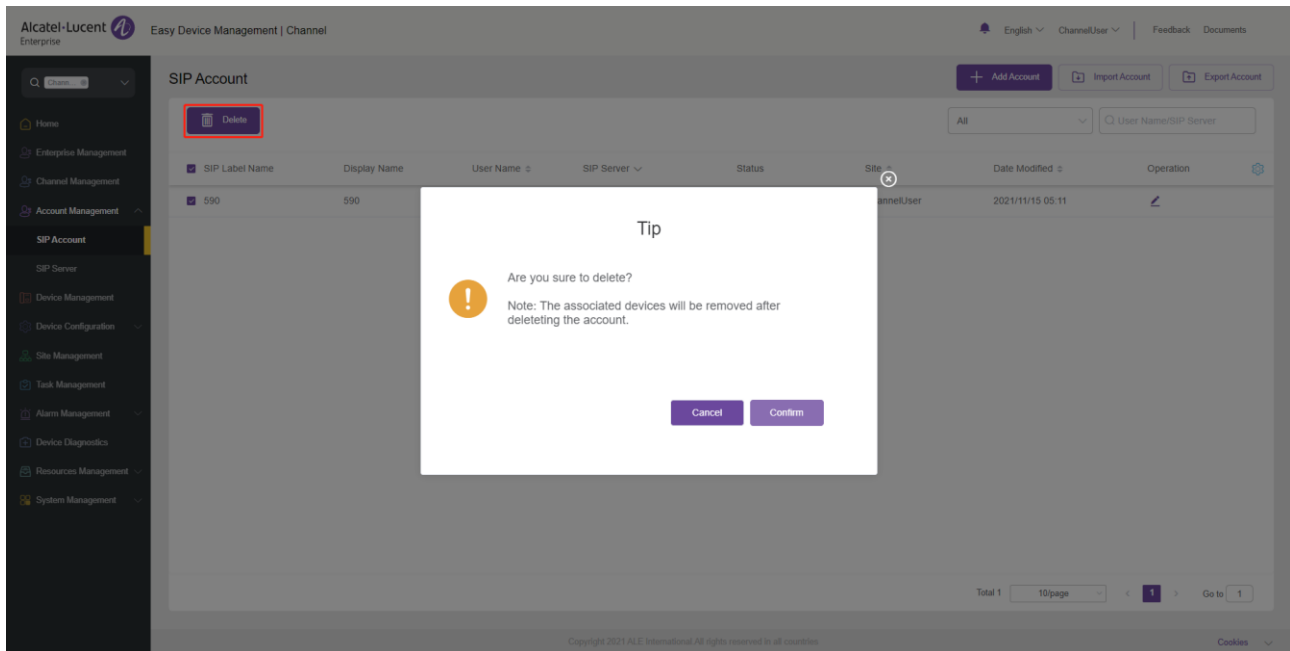 Alcatel·Lucent Enterprise
Easy Device Management | Channel
English
ChannelUser
Feedback
Documents
Chann...
SIP Account
Add Account
Import Account
Export Account
Home
Enterprise Management
Channel Management
Account Management
SIP Account
SIP Server
Device Management
Device Configuration
Site Management
Task Management
Alarm Management
Device Diagnostics
Resources Management
System Management
Delete
All
User Name/SIP Server
SIP Label Name
Display Name
User Name
SIP Server
Status
Site
Date Modified
Operation
590
590
annelUser
2021/11/15 05:11
Tip
Are you sure to delete?
Note: The associated devices will be removed after
deleteting the account.
Cancel
Confirm
Total 1
10/page
1
Go to
1
Copyright 2021 ALE International All rights reserved in all countries
Cookies